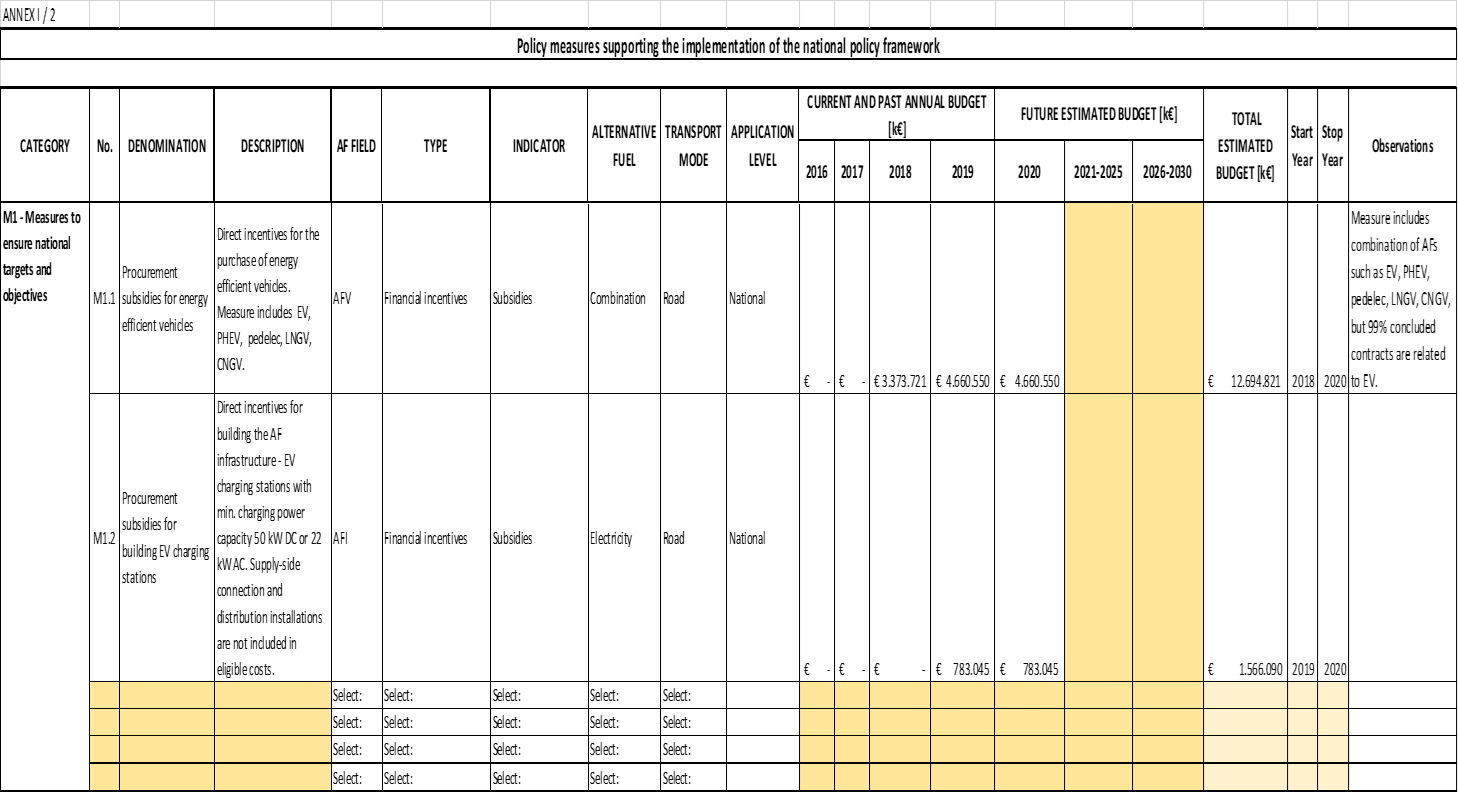 ANNEX I / 2
Policy measures supporting the implementation of the national policy framework
CATEGORY
No.
DENOMINATION
DESCRIPTION
AF FIELD
TYPE
INDICATOR
ALTERNATIVE
FUEL
TRANSPORT
MODE
APPLICATION
LEVEL
CURRENT AND PAST ANNUAL BUDGET
[k€]
2016
2017
2018
2019
FUTURE ESTIMATED BUDGET [k€]
2020
2021-2025
2026-2030
TOTAL
ESTIMATED
BUDGET [k€]
Start
Year
Stop
Year
Observations
M1 - Measures to
ensure national
targets and
objectives
M1.1
Procurement
subsidies for energy
efficient vehicles
Direct incentives for the
purchase of energy
efficient vehicles.
Measure includes EV,
PHEV, pedelec, LNGV,
CNGV.
AFV
Financial incentives
Subsidies
Combination
Road
National
€ -
€ -
€ 3.373.721
€ 4.660.550
€ 4.660.550
€ 12.694.821
2018
2020
Measure includes
combination of AFs
such as EV, PHEV,
pedelec, LNGV, CNGV,
but 99% concluded
contracts are related
to EV.
M1.2
Procurement
subsidies for
building EV charging
stations
Direct incentives for
building the AF
infrastructure - EV
charging stations with
min. charging power
capacity 50 kW DC or 22
kW AC. Supply-side
connection and
distribution installations
are not included in
eligible costs.
AFI
Financial incentives
Subsidies
Electricity
Road
National
€ -
€ -
€ -
€ 783.045
€ 783.045
€ 1.566.090
2019
2020
Select: Select: Select: Select: Select:
Select: Select: Select: Select: Select:
Select: Select: Select: Select: Select:
Select: Select: Select: Select: Select: